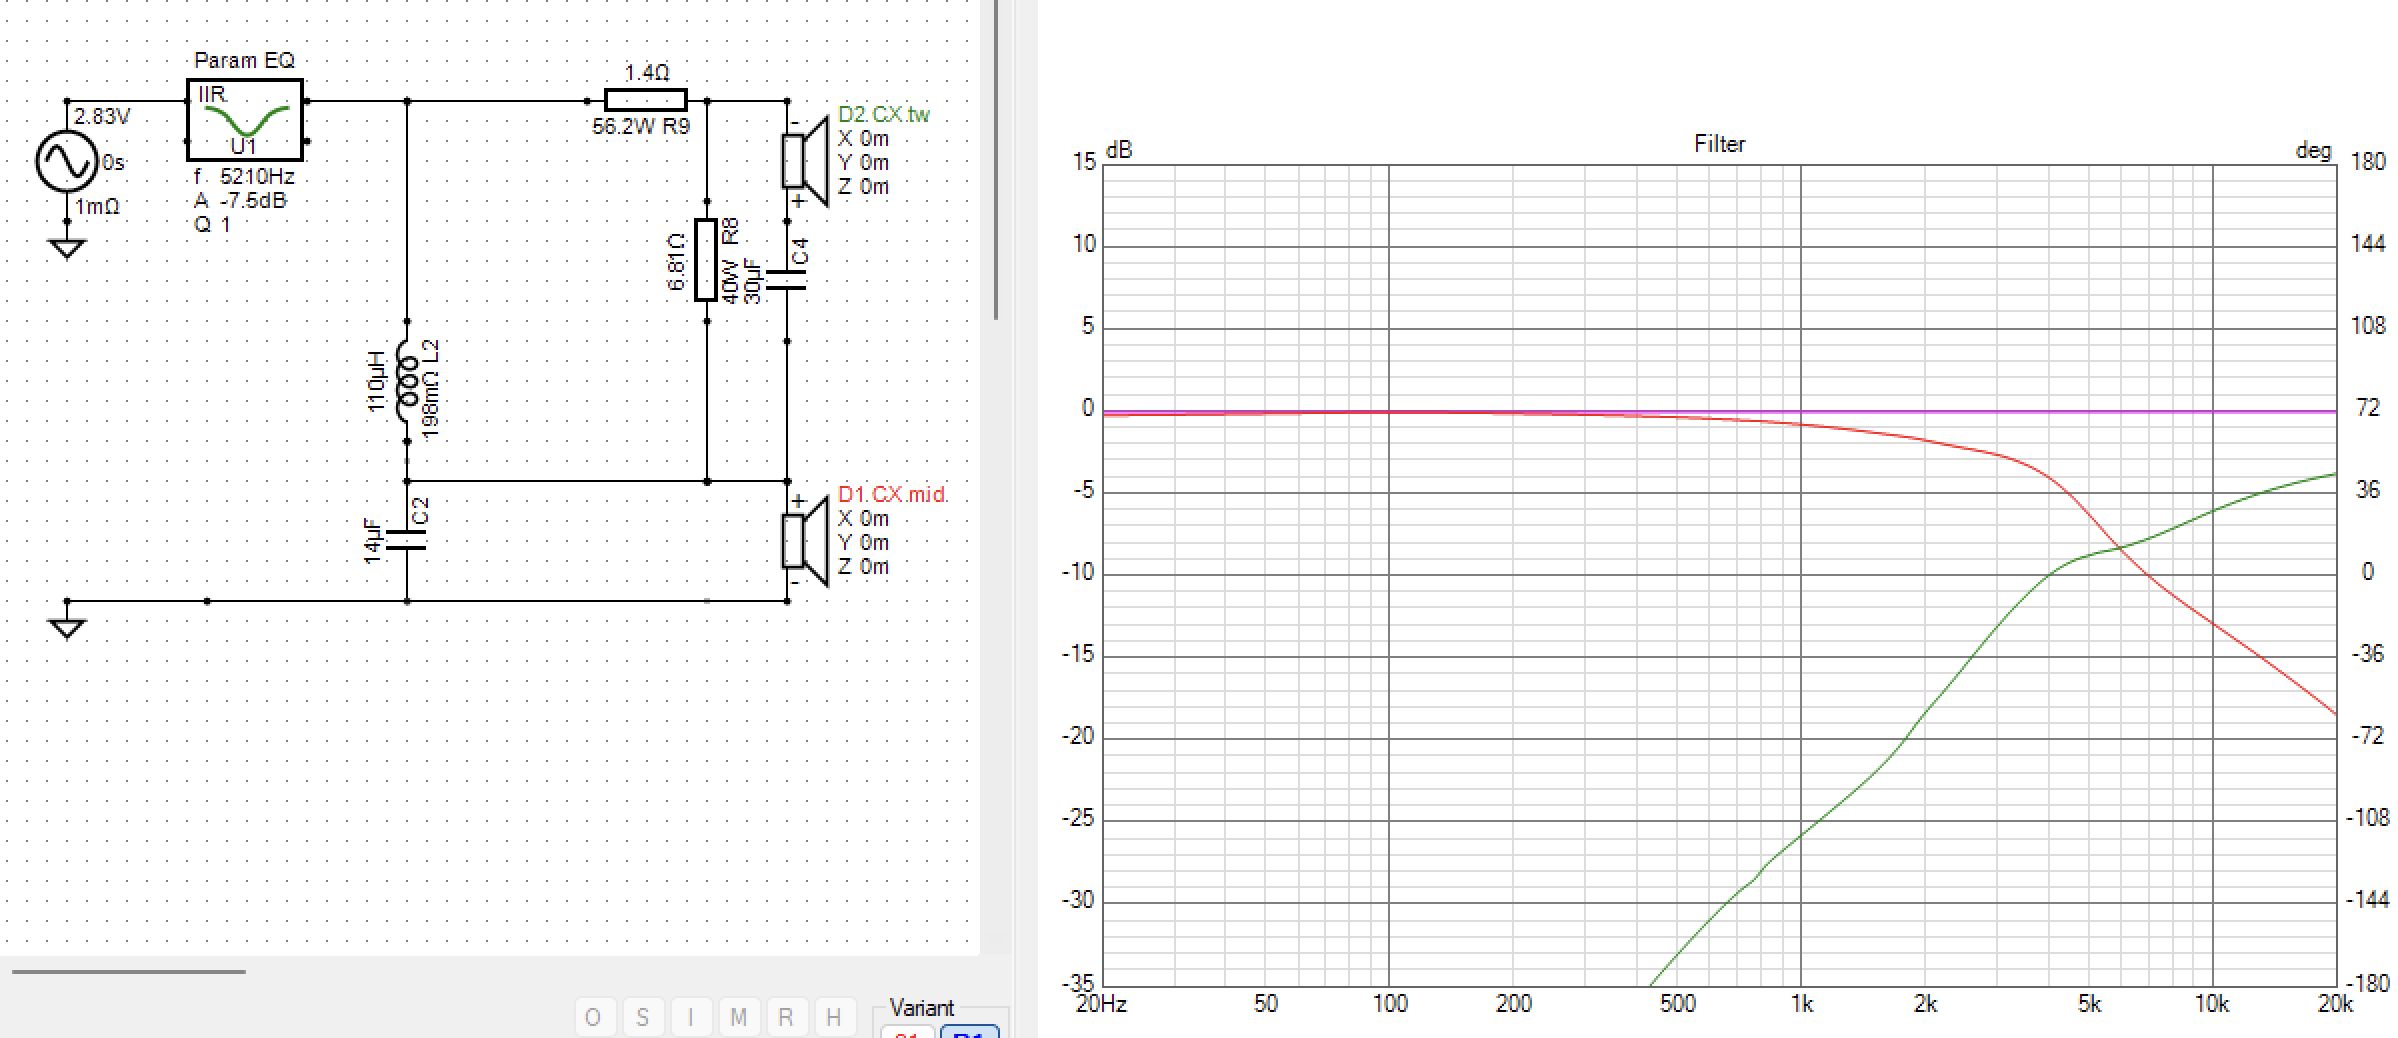 Param EQ
IIR
U1
f 5210Hz
A -7.5dB
Q 1
2.83V
0s
1mΩ
1.4Ω
56.2W R9
D2.CX.tw
X 0m
Y 0m
Z 0m
-
+
6.81Ω
40W R8
30µF C4
110µH
198mΩ L2
14µF C2
D1.CX.mid
X 0m
Y 0m
Z 0m
+
-
O S I M R H
Variant
Filter
dB
deg
15
10
5
0
-5
-10
-15
-20
-25
-30
-35
180
144
108
72
36
0
-36
-72
-108
-144
-180
20Hz 50 100 200 500 1k 2k 5k 10k 20k